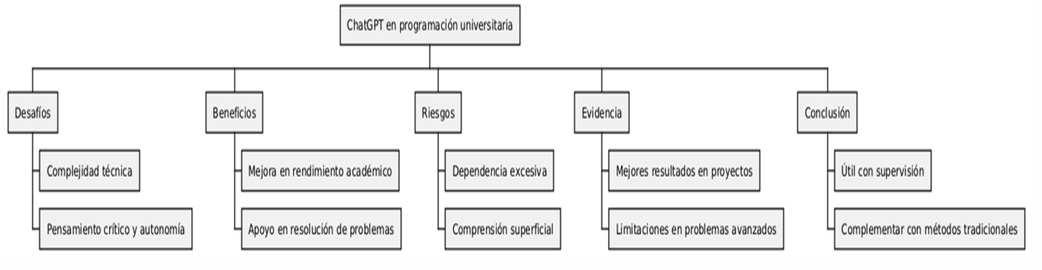 ChatGPT en programación universitaria
Desafíos
Beneficios
Riesgos
Evidencia
Conclusión
Complejidad técnica
Mejora en rendimiento académico
Dependencia excesiva
Mejores resultados en proyectos
Útil con supervisión
Pensamiento crítico y autonomía
Apoyo en resolución de problemas
Comprensión superficial
Limitaciones en problemas avanzados
Complementar con métodos tradicionales